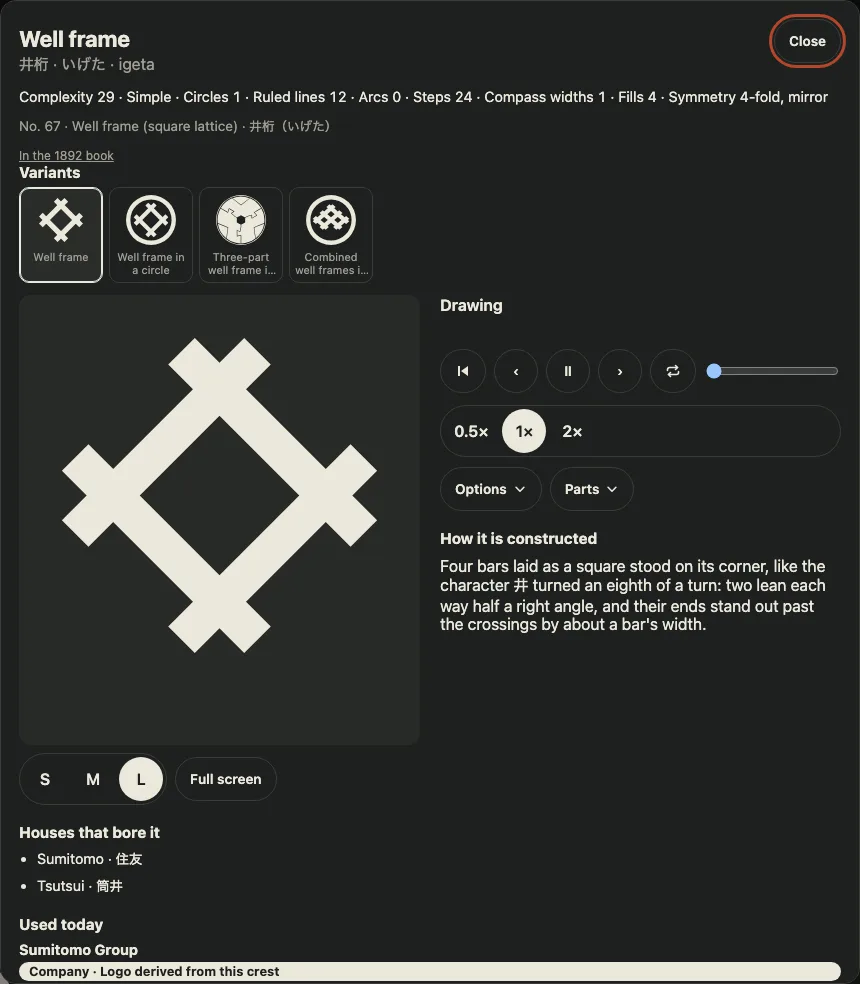 Well frame
Close
井桁 · いげた · igeta
Complexity 29 · Simple · Circles 1 · Ruled lines 12 · Arcs 0 · Steps 24 · Compass widths 1 · Fills 4 · Symmetry 4-fold, mirror
No. 67 · Well frame (square lattice) · 井桁（いげた）
In the 1892 book
Variants
Well frame
Well frame in
a circle
Three-part
well frame i...
Combined
well frames i...
Drawing
0.5×
1×
2×
Options
Parts
How it is constructed
Four bars laid as a square stood on its corner, like the
character 井 turned an eighth of a turn: two lean each
way half a right angle, and their ends stand out past
the crossings by about a bar's width.
S
M
L
Full screen
Houses that bore it
• Sumitomo · 住友
• Tsutsui · 筒井
Used today
Sumitomo Group
Company · Logo derived from this crest